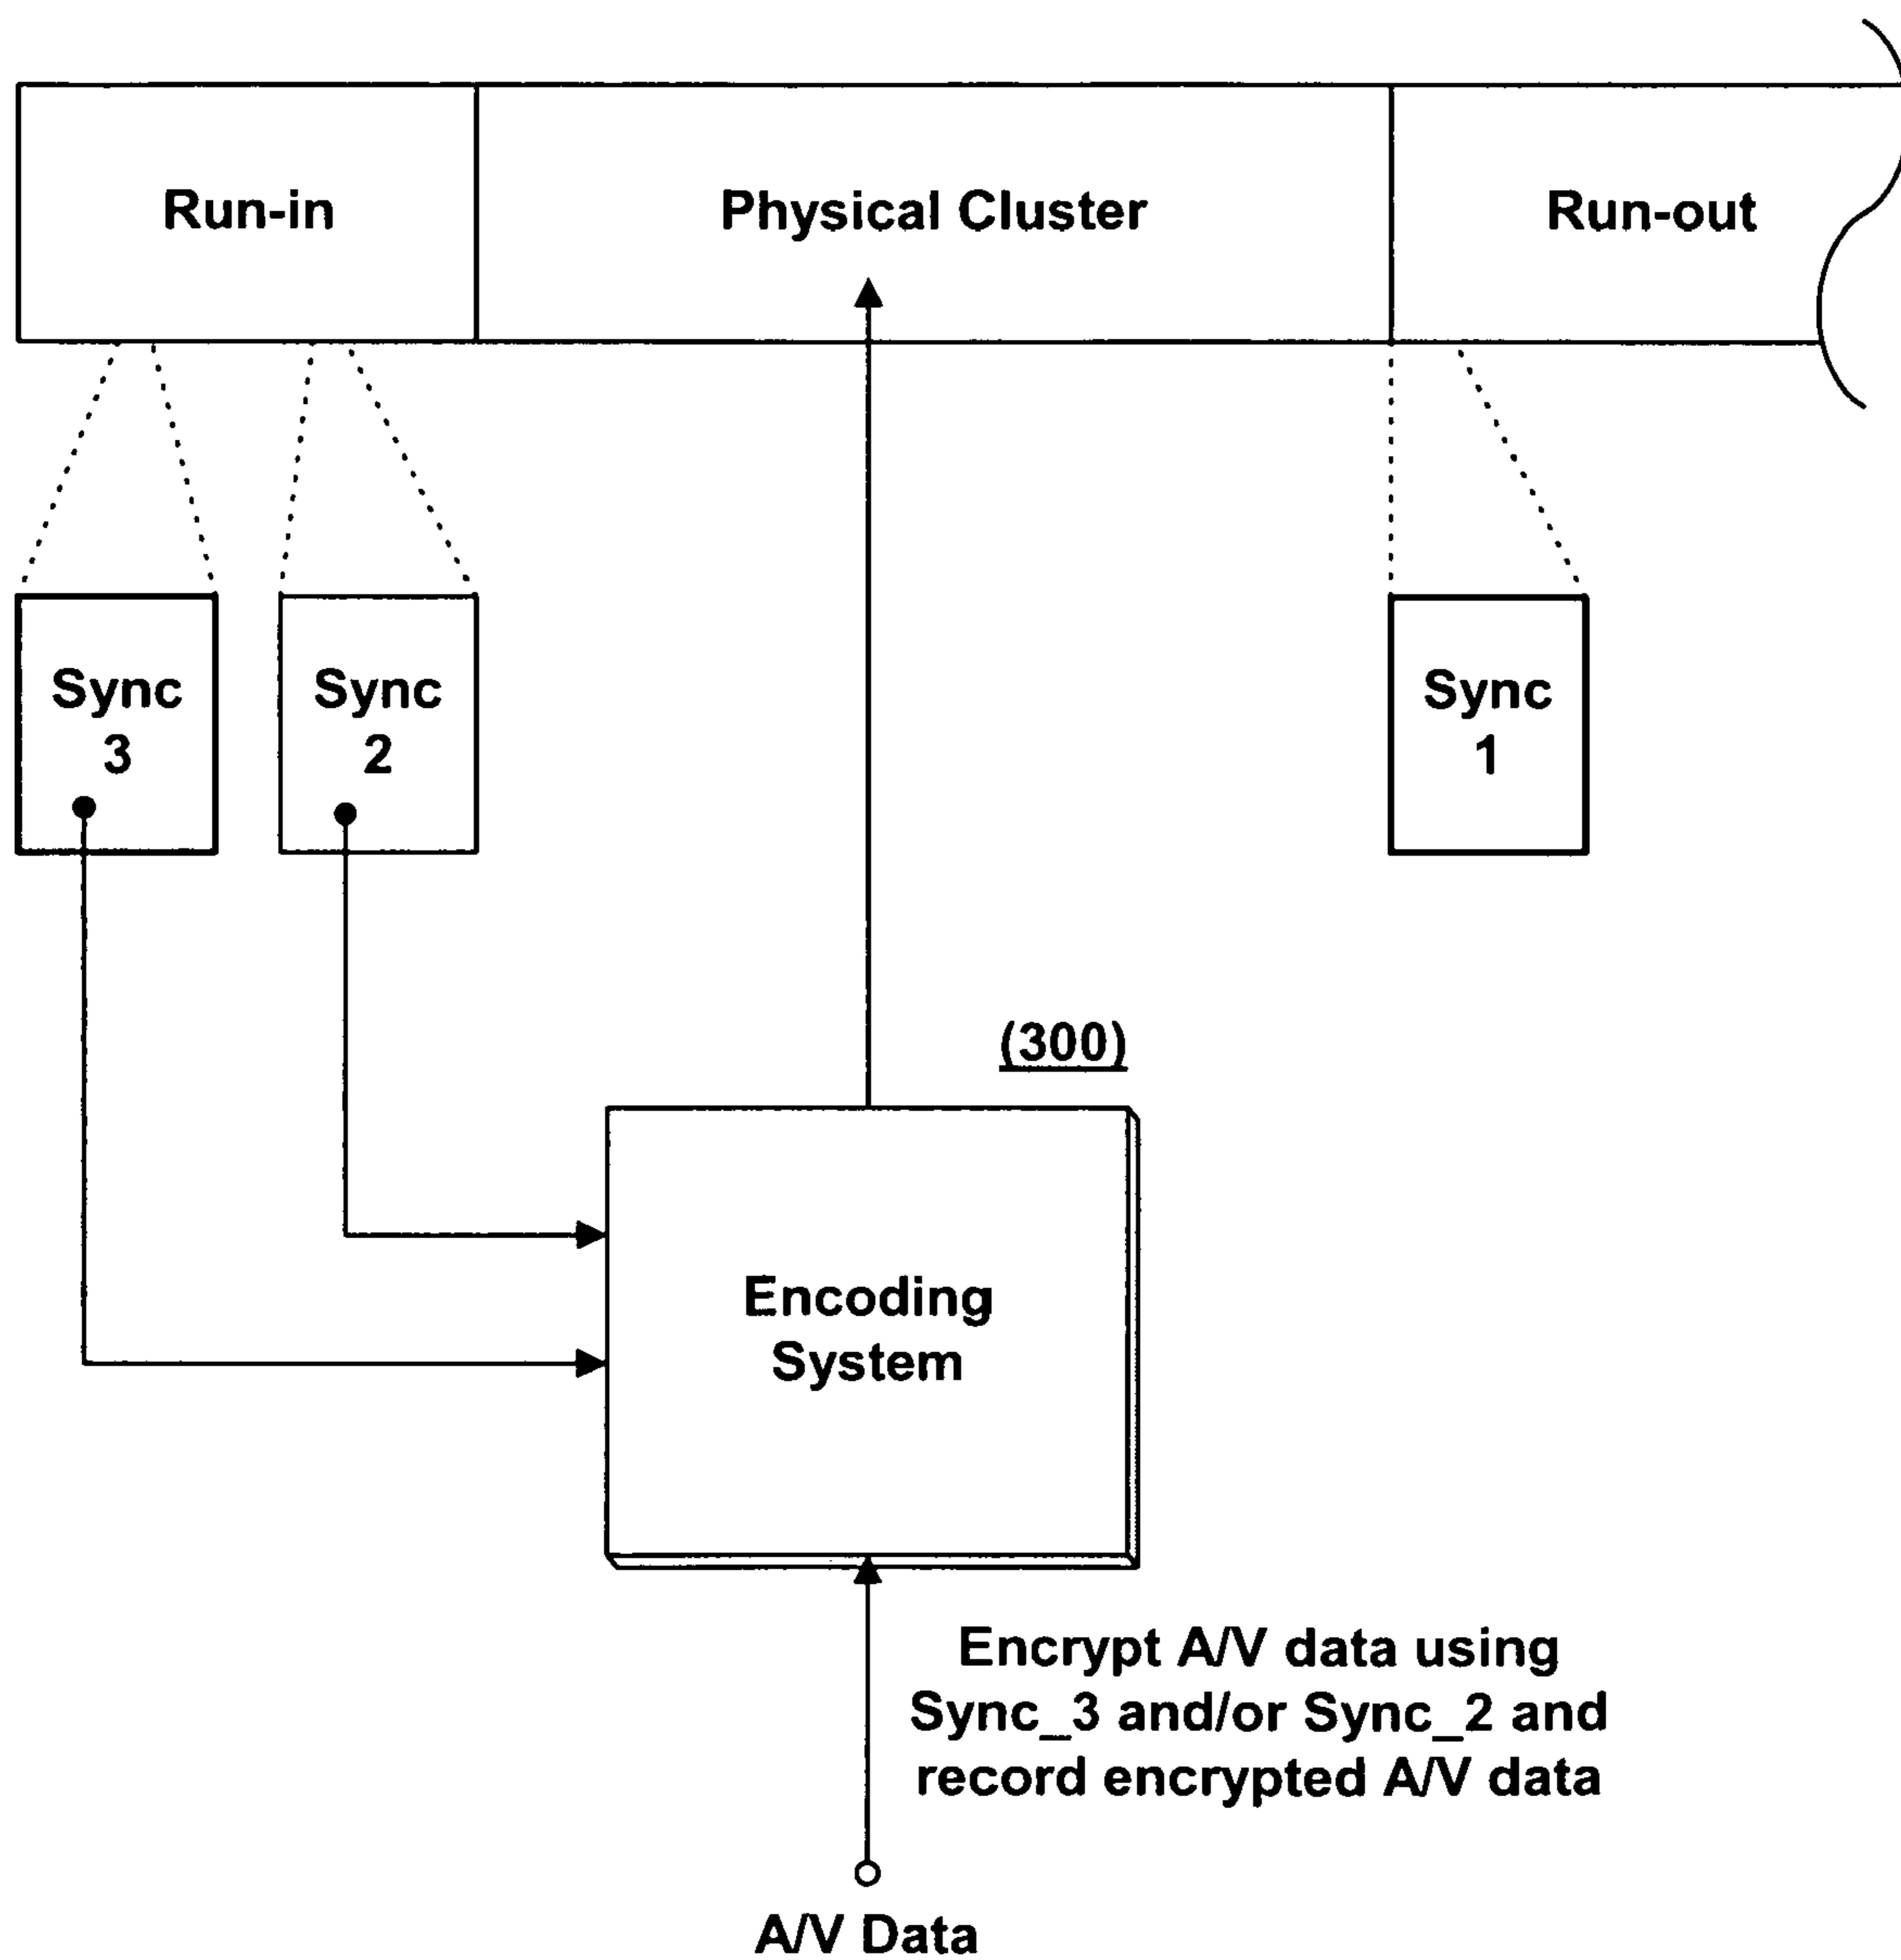 Run-in
Physical Cluster
Run-out
Sync
3
Sync
2
Sync
1
(300)
Encoding
System
Encrypt A/V data using
Sync_3 and/or Sync_2 and
record encrypted A/V data
A/V Data